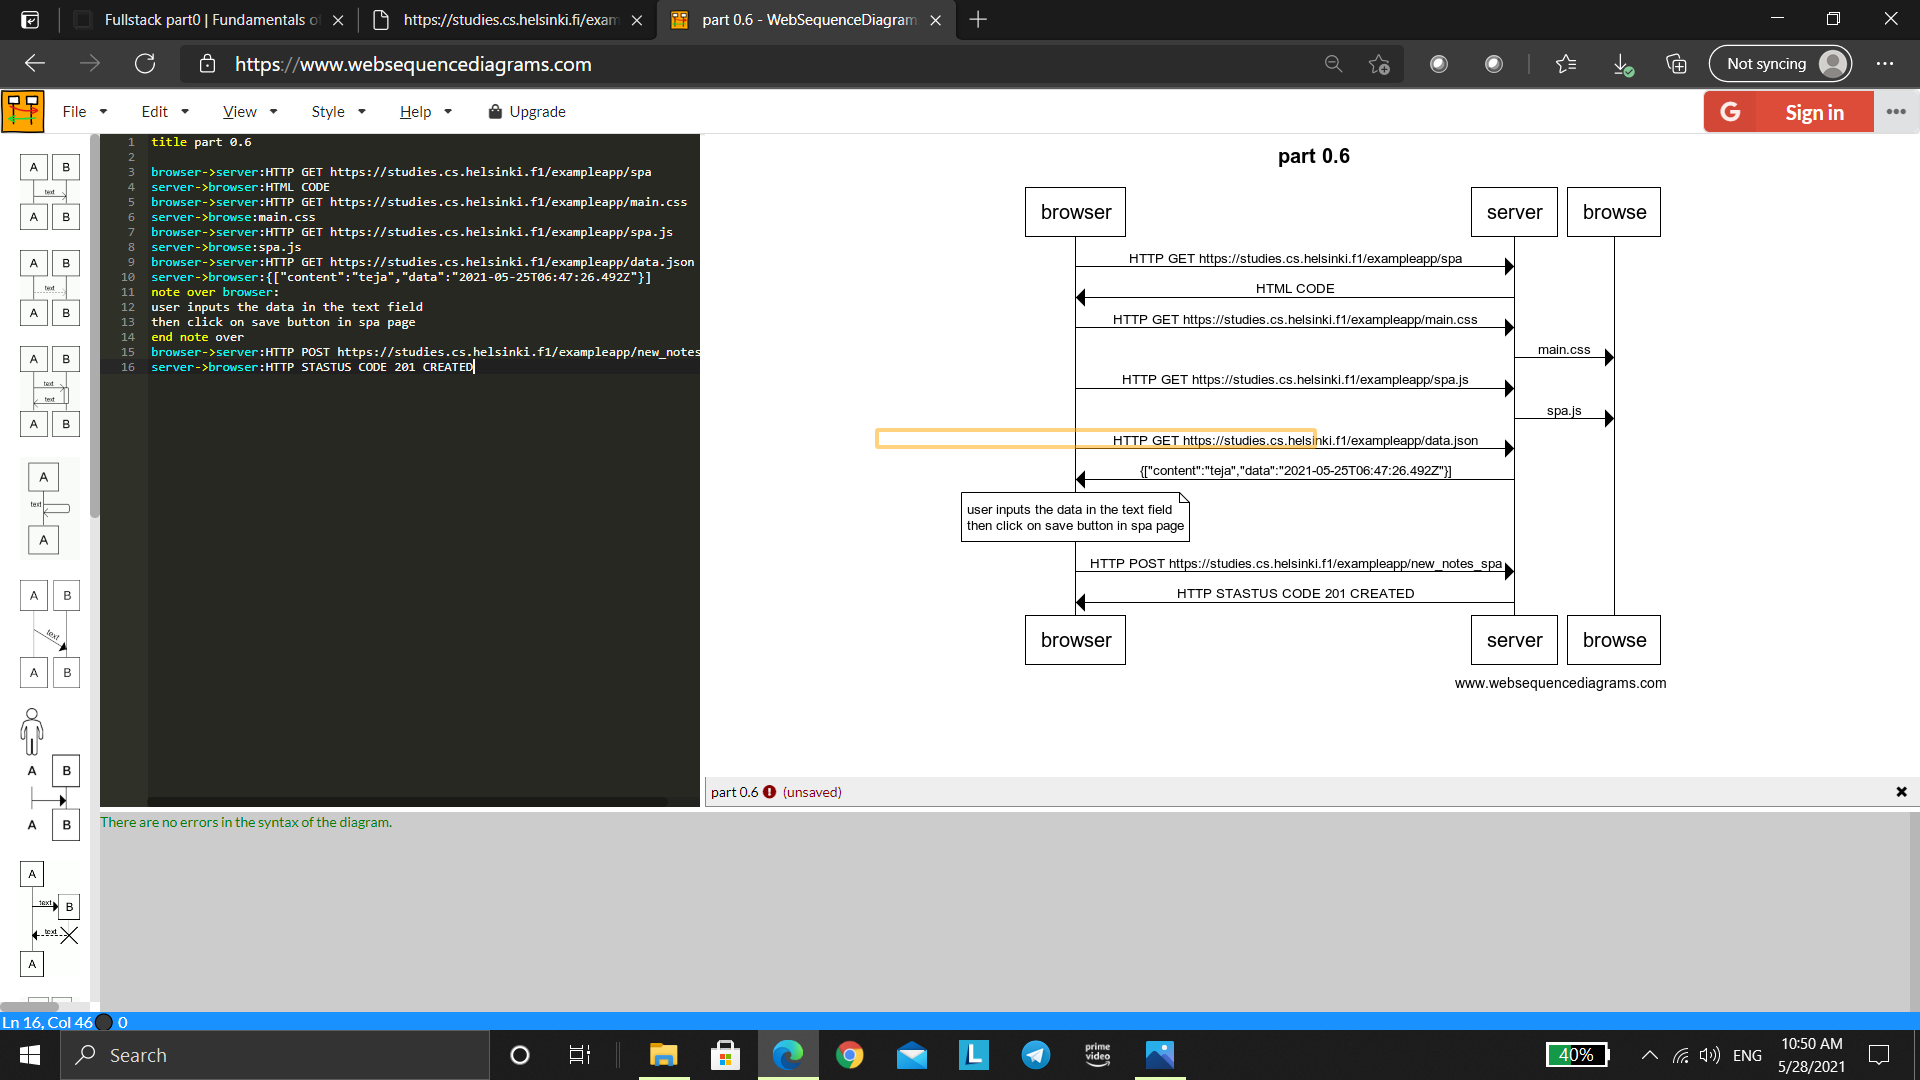 Fullstack part0 | Fundamentals of
https://studies.cs.helsinki.fi/exam
part 0.6 - WebSequenceDiagram
https://www.websequencediagrams.com
Not syncing
File
Edit
View
Style
Help
Upgrade
G
Sign in
1 title part 0.6
2
3 browser->server:HTTP GET https://studies.cs.helsinki.f1/exampleapp/spa
4 server->browser:HTML CODE
5 browser->server:HTTP GET https://studies.cs.helsinki.f1/exampleapp/main.css
6 server->browse:main.css
7 browser->server:HTTP GET https://studies.cs.helsinki.f1/exampleapp/spa.js
8 server->browse:spa.js
9 browser->server:HTTP GET https://studies.cs.helsinki.f1/exampleapp/data.json
10 server->browser:{["content":"teja","data":"2021-05-25T06:47:26.492Z"}]
11 note over browser:
12 user inputs the data in the text field
13 then click on save button in spa page
14 end note over
15 browser->server:HTTP POST https://studies.cs.helsinki.f1/exampleapp/new_notes
16 server->browser:HTTP STASTUS CODE 201 CREATED
A B
text
A B
A B
text
A B
A B
text
text
A B
A
text
A
A B
text
A B
A B
A B
A
text B
text
A
part 0.6
browser server browse
HTTP GET https://studies.cs.helsinki.f1/exampleapp/spa
HTML CODE
HTTP GET https://studies.cs.helsinki.f1/exampleapp/main.css
main.css
HTTP GET https://studies.cs.helsinki.f1/exampleapp/spa.js
spa.js
HTTP GET https://studies.cs.helsinki.f1/exampleapp/data.json
{["content":"teja","data":"2021-05-25T06:47:26.492Z"}]
user inputs the data in the text field
then click on save button in spa page
HTTP POST https://studies.cs.helsinki.f1/exampleapp/new_notes_spa
HTTP STASTUS CODE 201 CREATED
browser server browse
www.websequencediagrams.com
part 0.6 (unsaved)
There are no errors in the syntax of the diagram.
Ln 16, Col 46 0
Search
L
prime video
40%
ENG
10:50 AM
5/28/2021